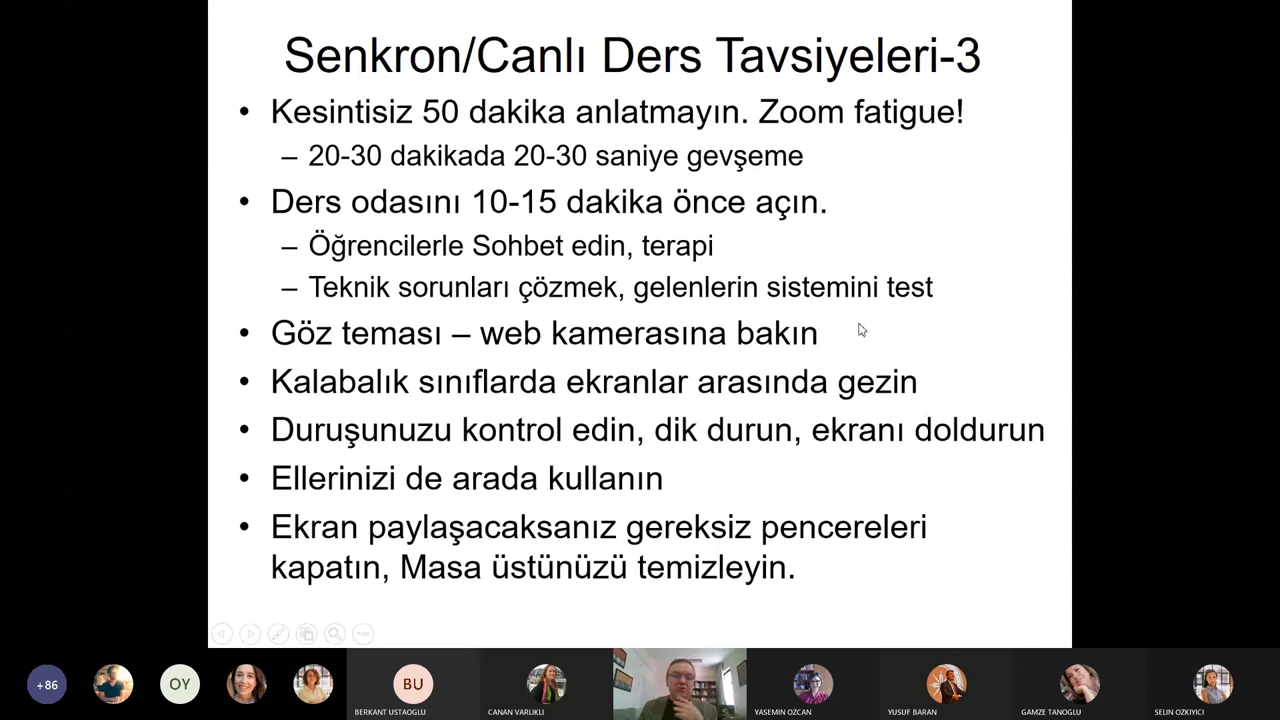 Senkron/Canlı Ders Tavsiyeleri-3
• Kesintisiz 50 dakika anlatmayın. Zoom fatigue!
– 20-30 dakikada 20-30 saniye gevşeme
• Ders odasını 10-15 dakika önce açın.
– Öğrencilerle Sohbet edin, terapi
– Teknik sorunları çözmek, gelenlerin sistemini test
• Göz teması – web kamerasına bakın
• Kalabalık sınıflarda ekranlar arasında gezin
• Duruşunuzu kontrol edin, dik durun, ekranı doldurun
• Ellerinizi de arada kullanın
• Ekran paylaşacaksanız gereksiz pencereleri
kapatın, Masa üstünüzü temizleyin.
+86
OY
BU
BERKANT USTAOGLU
CANAN VARLIKLI
YASEMIN OZCAN
YUSUF BARAN
GAMZE TANOGLU
SELIN OZKIYICI